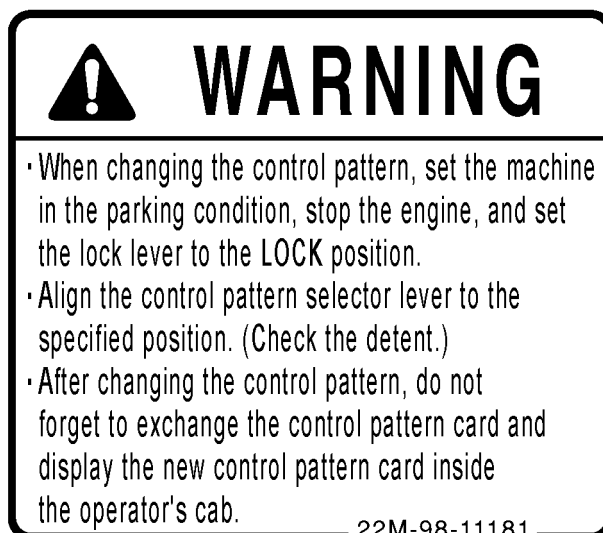 WARNING
· When changing the control pattern, set the machine
in the parking condition, stop the engine, and set
the lock lever to the LOCK position.
· Align the control pattern selector lever to the
specified position. (Check the detent.)
· After changing the control pattern, do not
forget to exchange the control pattern card and
display the new control pattern card inside
the operator's cab.
22M-98-11181